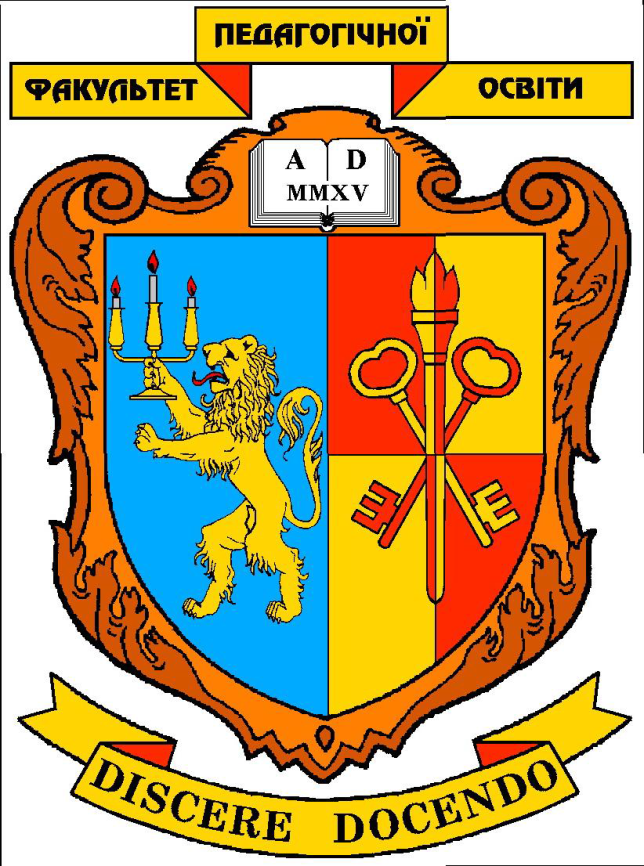 ФАКУЛЬТЕТ ПЕДАГОГІЧНОЇ ОСВІТИ
A D
MMXV
DISCERE DOCENDO